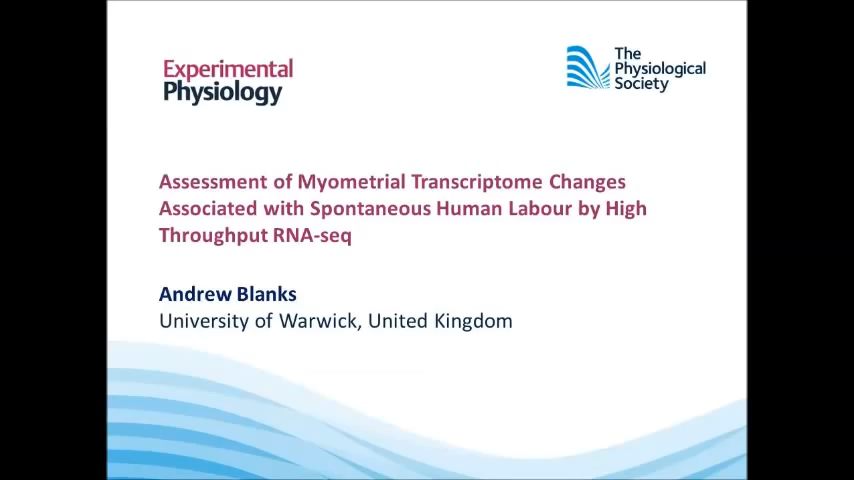 Experimental
Physiology
The
Physiological
Society
Assessment of Myometrial Transcriptome Changes
Associated with Spontaneous Human Labour by High
Throughput RNA-seq
Andrew Blanks
University of Warwick, United Kingdom